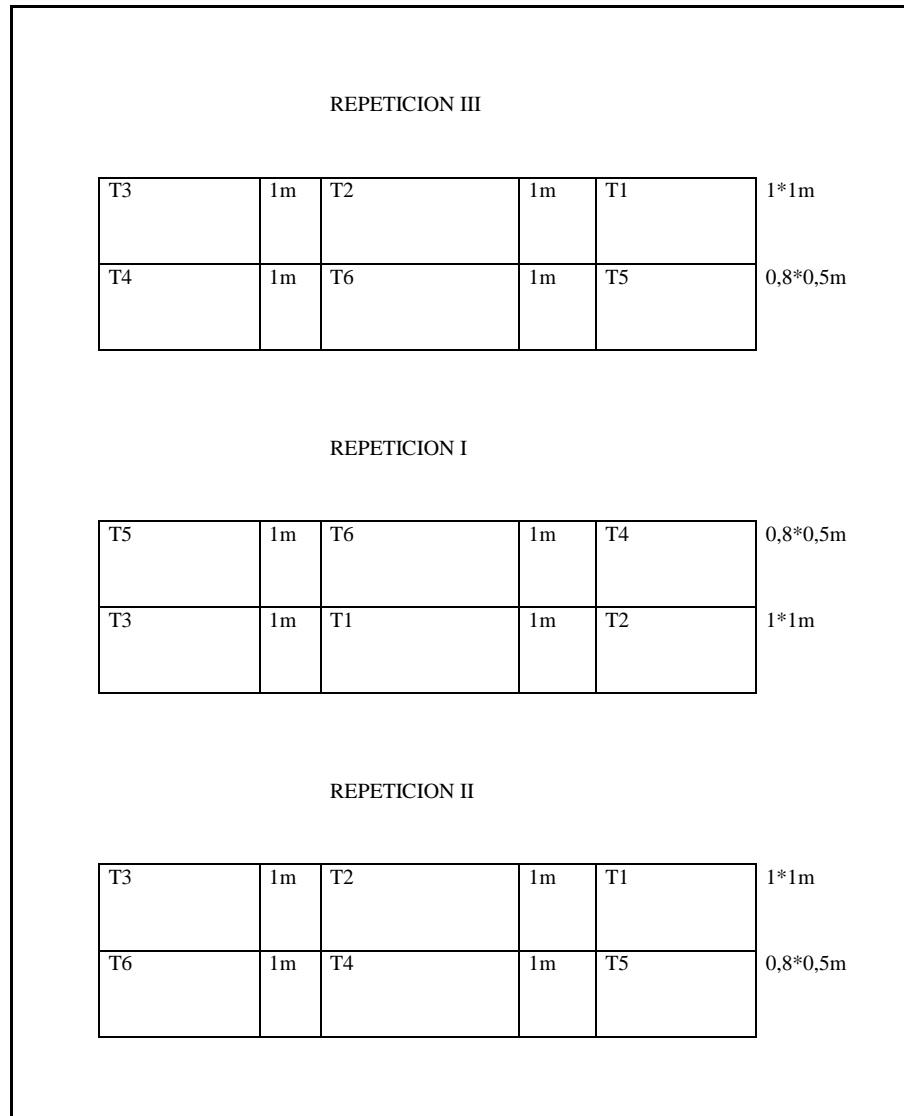 REPETICION III
T3 1m T2 1m T1 1*1m
T4 1m T6 1m T5 0,8*0,5m
REPETICION I
T5 1m T6 1m T4 0,8*0,5m
T3 1m T1 1m T2 1*1m
REPETICION II
T3 1m T2 1m T1 1*1m
T6 1m T4 1m T5 0,8*0,5m